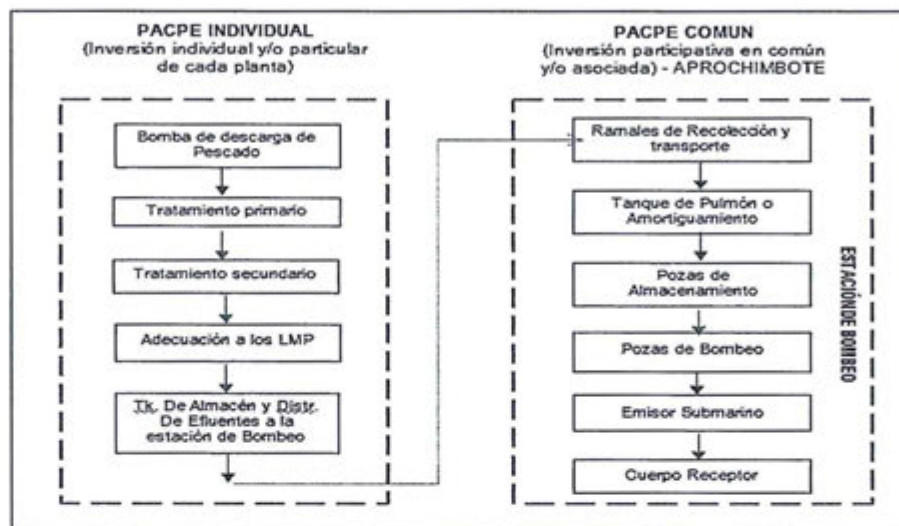 PACPE INDIVIDUAL
(Inversión individual y/o particular
de cada planta)
Bomba de descarga de
Pescado
Tratamiento primario
Tratamiento secundario
Adecuación a los LMP
Tk. De Almacén y Distr.
De Efluentes a la
estación de Bombeo
PACPE COMUN
(Inversión participativa en común
y/o asociada) - APROCHIMBOTE
Ramales de Recolección y
transporte
Tanque de Pulmón o
Amortiguamiento
Pozas de
Almacenamiento
Pozas de Bombeo
Emisor Submarino
Cuerpo Receptor
ESTACIÓNDE BOMBEO